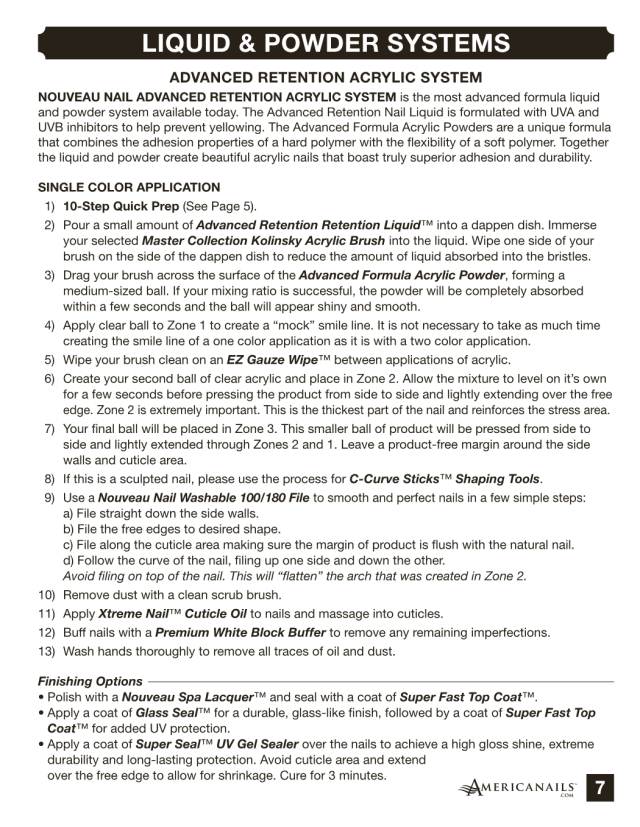 LIQUID & POWDER SYSTEMS
ADVANCED RETENTION ACRYLIC SYSTEM
NOUVEAU NAIL ADVANCED RETENTION ACRYLIC SYSTEM is the most advanced formula liquid
and powder system available today. The Advanced Retention Nail Liquid is formulated with UVA and
UVB inhibitors to help prevent yellowing. The Advanced Formula Acrylic Powders are a unique formula
that combines the adhesion properties of a hard polymer with the flexibility of a soft polymer. Together
the liquid and powder create beautiful acrylic nails that boast truly superior adhesion and durability.
SINGLE COLOR APPLICATION
1) 10-Step Quick Prep (See Page 5).
2) Pour a small amount of Advanced Retention Retention Liquid™ into a dappen dish. Immerse
your selected Master Collection Kolinsky Acrylic Brush into the liquid. Wipe one side of your
brush on the side of the dappen dish to reduce the amount of liquid absorbed into the bristles.
3) Drag your brush across the surface of the Advanced Formula Acrylic Powder, forming a
medium-sized ball. If your mixing ratio is successful, the powder will be completely absorbed
within a few seconds and the ball will appear shiny and smooth.
4) Apply clear ball to Zone 1 to create a “mock” smile line. It is not necessary to take as much time
creating the smile line of a one color application as it is with a two color application.
5) Wipe your brush clean on an EZ Gauze Wipe™ between applications of acrylic.
6) Create your second ball of clear acrylic and place in Zone 2. Allow the mixture to level on it’s own
for a few seconds before pressing the product from side to side and lightly extending over the free
edge. Zone 2 is extremely important. This is the thickest part of the nail and reinforces the stress area.
7) Your final ball will be placed in Zone 3. This smaller ball of product will be pressed from side to
side and lightly extended through Zones 2 and 1. Leave a product-free margin around the side
walls and cuticle area.
8) If this is a sculpted nail, please use the process for C-Curve Sticks™ Shaping Tools.
9) Use a Nouveau Nail Washable 100/180 File to smooth and perfect nails in a few simple steps:
a) File straight down the side walls.
b) File the free edges to desired shape.
c) File along the cuticle area making sure the margin of product is flush with the natural nail.
d) Follow the curve of the nail, filing up one side and down the other.
Avoid filing on top of the nail. This will “flatten” the arch that was created in Zone 2.
10) Remove dust with a clean scrub brush.
11) Apply Xtreme Nail™ Cuticle Oil to nails and massage into cuticles.
12) Buff nails with a Premium White Block Buffer to remove any remaining imperfections.
13) Wash hands thoroughly to remove all traces of oil and dust.
Finishing Options
• Polish with a Nouveau Spa Lacquer™ and seal with a coat of Super Fast Top Coat™.
• Apply a coat of Glass Seal™ for a durable, glass-like finish, followed by a coat of Super Fast Top
Coat™ for added UV protection.
• Apply a coat of Super Seal™ UV Gel Sealer over the nails to achieve a high gloss shine, extreme
durability and long-lasting protection. Avoid cuticle area and extend
over the free edge to allow for shrinkage. Cure for 3 minutes.
AMERICANAILS™
.COM
7